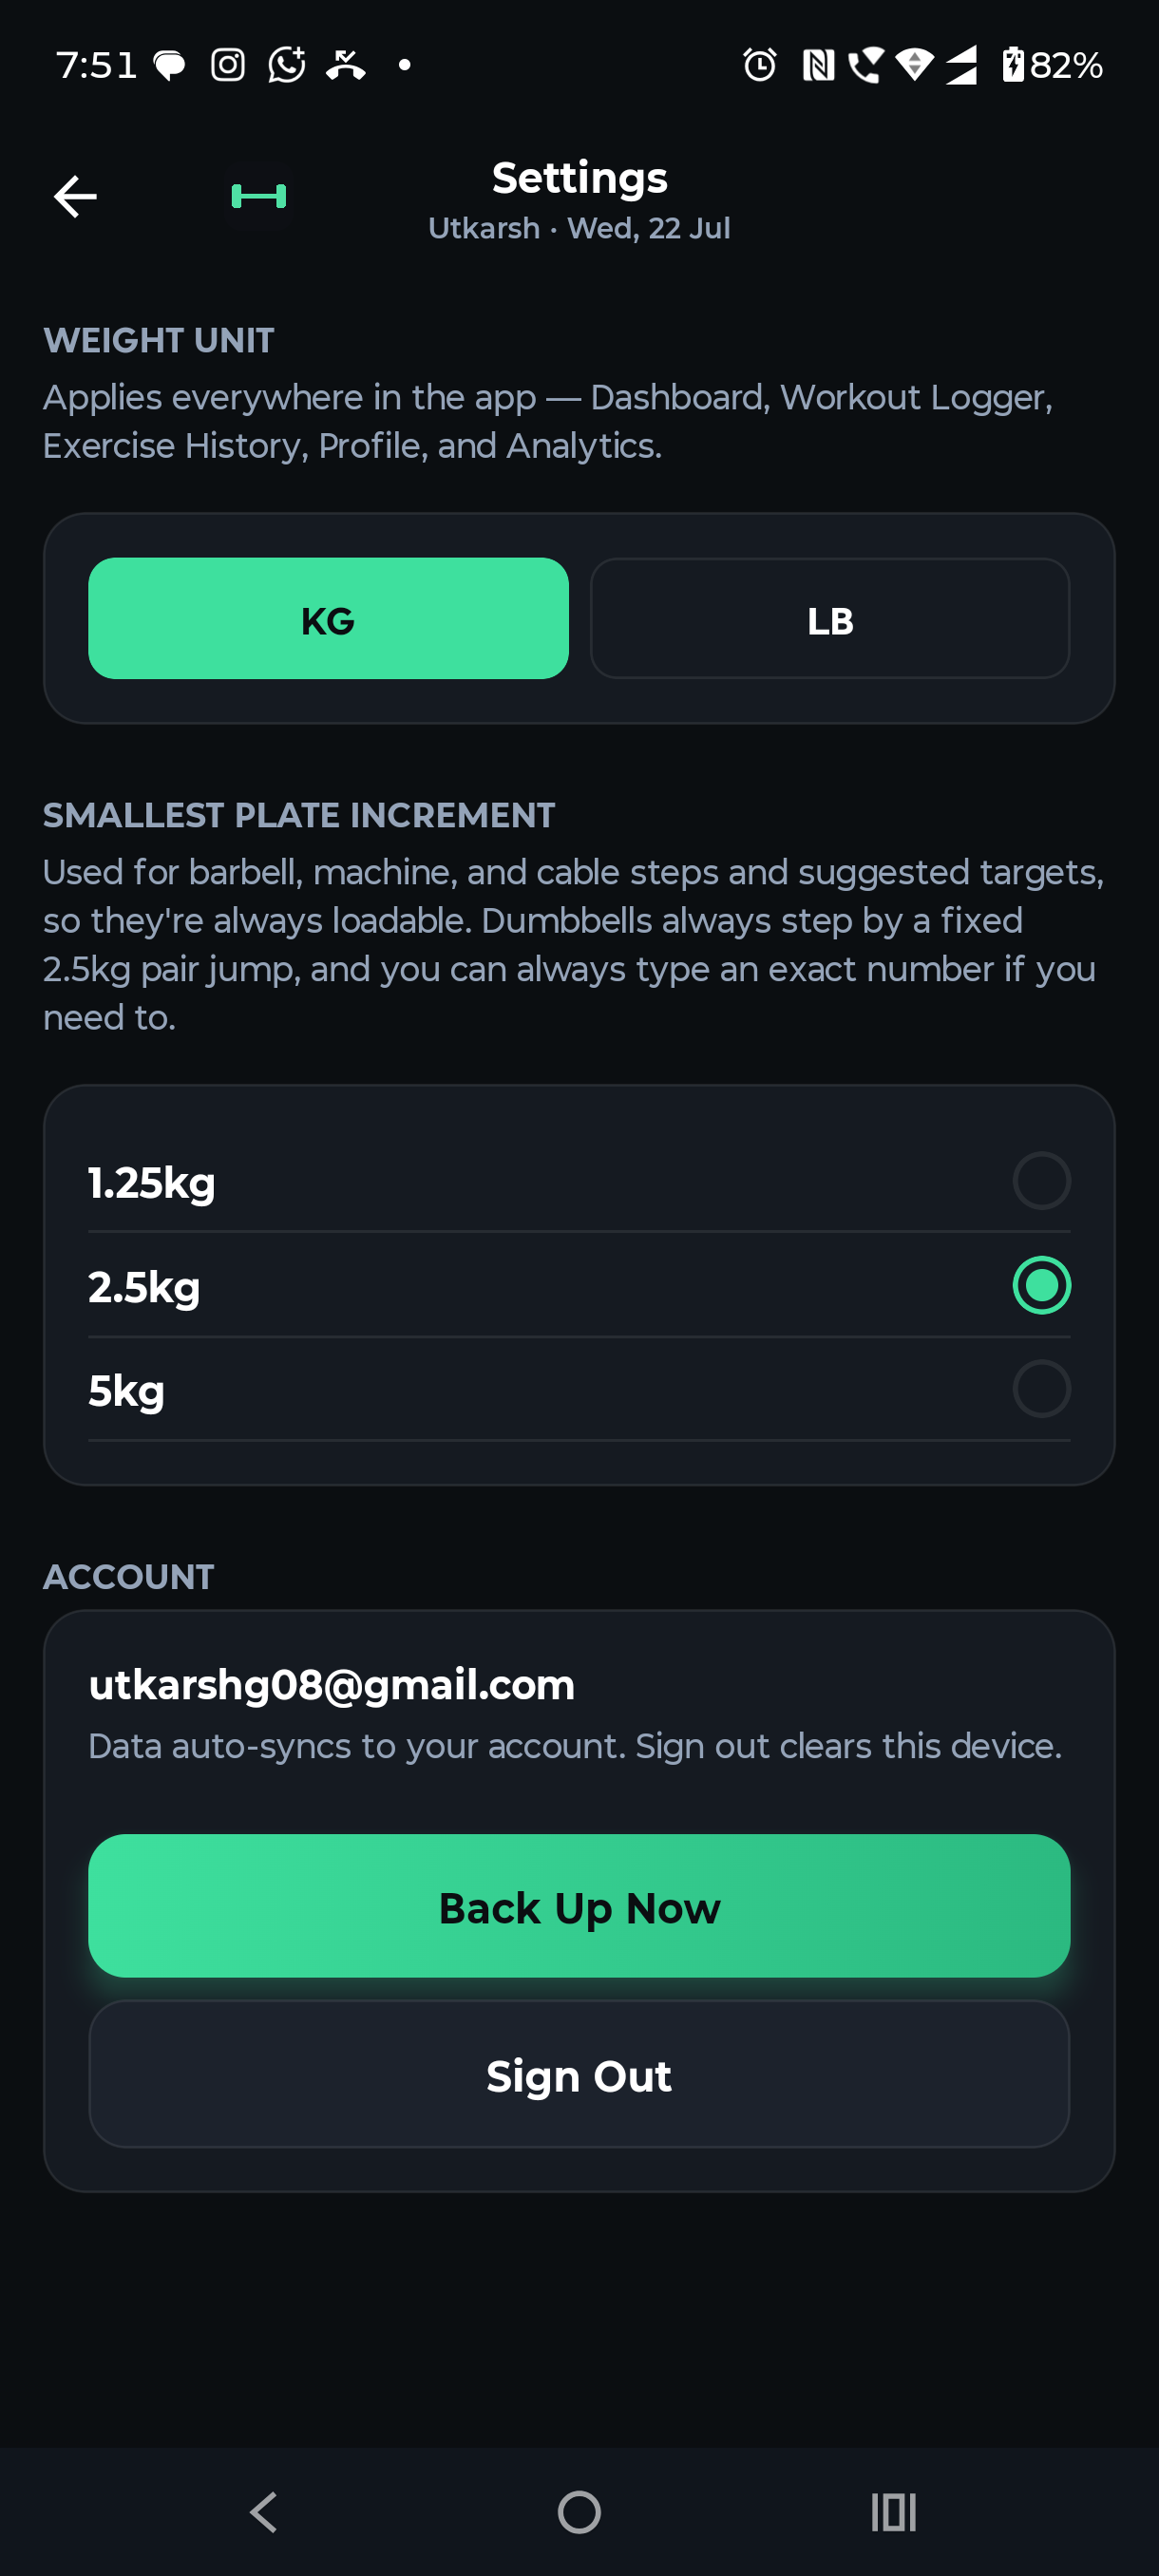 7:51
82%
Settings
Utkarsh · Wed, 22 Jul
WEIGHT UNIT
Applies everywhere in the app — Dashboard, Workout Logger,
Exercise History, Profile, and Analytics.
KG
LB
SMALLEST PLATE INCREMENT
Used for barbell, machine, and cable steps and suggested targets,
so they're always loadable. Dumbbells always step by a fixed
2.5kg pair jump, and you can always type an exact number if you
need to.
1.25kg
2.5kg
5kg
ACCOUNT
utkarshg08@gmail.com
Data auto-syncs to your account. Sign out clears this device.
Back Up Now
Sign Out